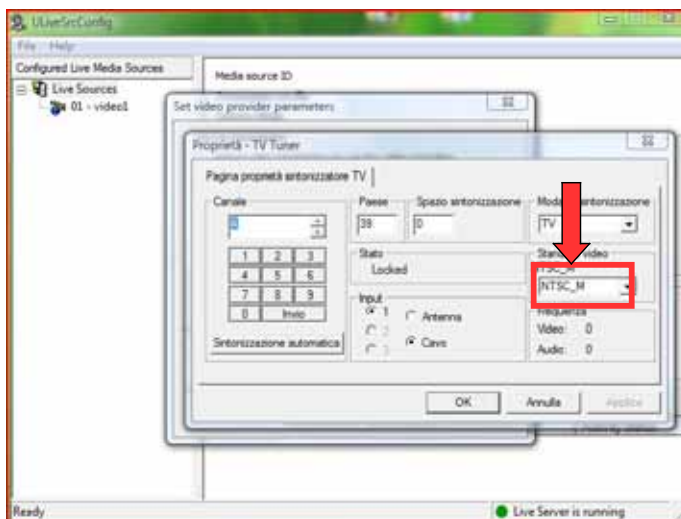 ULiveSrcConfig
File Help
Configured Live Media Sources
Live Sources
01 - video1
Media source ID
Set video provider parameters
Proprietà - TV Tuner
Pagina proprietà sintonizzatore TV
Canale
Paese
Spazio sintonizzazione
sintonizzazione
39
0
TV
1 2 3
4 5 6
7 8 9
0 Invio
Sintonizzazione automatica
Stato
Locked
Input
1
2
3
Antenna
Cavo
video
NTSC_M
Frequenza
Video: 0
Audio: 0
OK
Annulla
Applica
Ready
Live Server is running